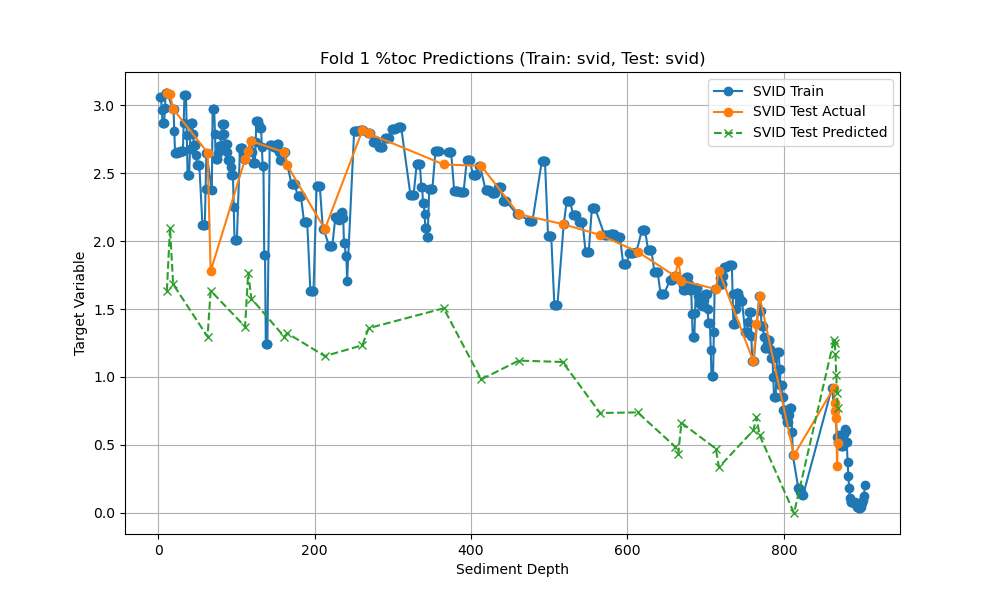 Fold 1 %toc Predictions (Train: svid, Test: svid)
SVID Train
SVID Test Actual
SVID Test Predicted
Target Variable
3.0
2.5
2.0
1.5
1.0
0.5
0.0
0 200 400 600 800
Sediment Depth